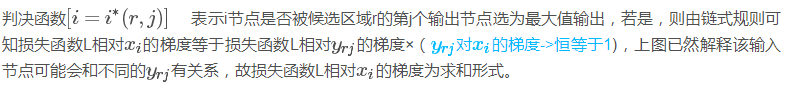 判决函数[i = i*(r, j)] 表示i节点是否被候选区域r的第j个输出节点选为最大值输出，若是，则由链式规则可
知损失函数L相对x_i的梯度等于损失函数L相对y_rj的梯度×（y_rj对x_i的梯度->恒等于1)，上图已然解释该输入
节点可能会和不同的y_rj有关系，故损失函数L相对x_i的梯度为求和形式。